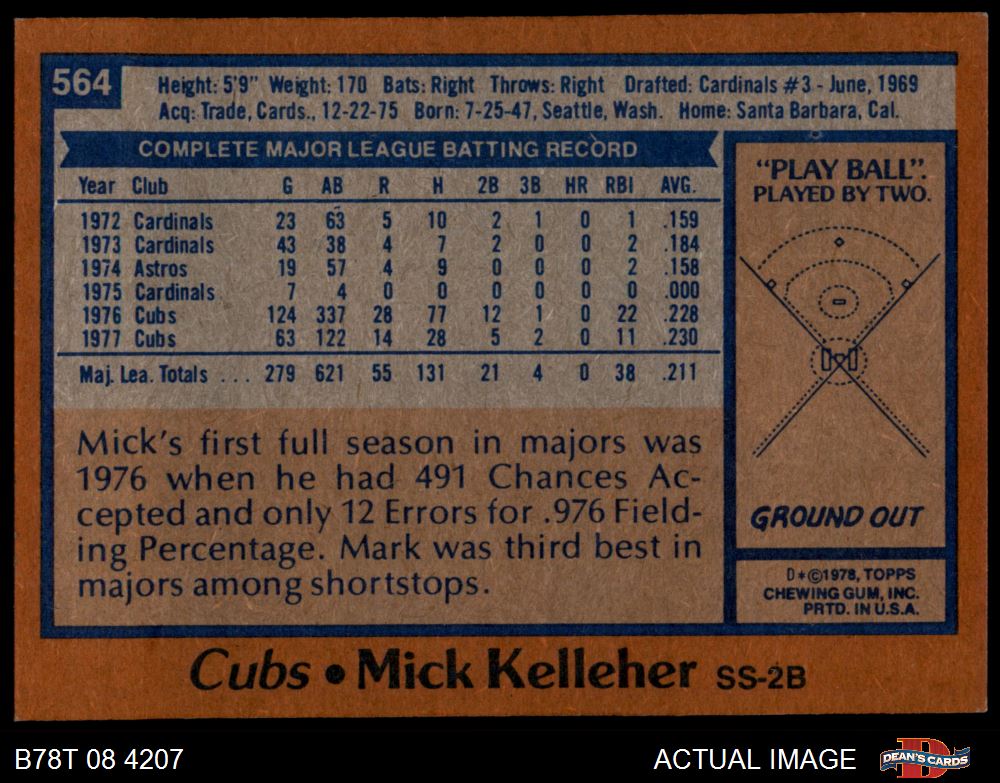 564
Height: 5'9" Weight: 170 Bats: Right Throws: Right Drafted: Cardinals #3 - June, 1969
Acq: Trade, Cards., 12-22-75 Born: 7-25-47, Seattle, Wash. Home: Santa Barbara, Cal.
COMPLETE MAJOR LEAGUE BATTING RECORD
Year Club G AB R H 2B 3B HR RBI AVG.
1972 Cardinals 23 63 5 10 2 1 0 1 .159
1973 Cardinals 43 38 4 7 2 0 0 2 .184
1974 Astros 19 57 4 9 0 0 0 2 .158
1975 Cardinals 7 4 0 0 0 0 0 0 .000
1976 Cubs 124 337 28 77 12 1 0 22 .228
1977 Cubs 63 122 14 28 5 2 0 11 .230
Maj. Lea. Totals ... 279 621 55 131 21 4 0 38 .211
Mick's first full season in majors was
1976 when he had 491 Chances Ac-
cepted and only 12 Errors for .976 Field-
ing Percentage. Mark was third best in
majors among shortstops.
"PLAY BALL".
PLAYED BY TWO.
GROUND OUT
D*©1978, TOPPS
CHEWING GUM, INC.
PRTD. IN U.S.A.
Cubs • Mick Kelleher SS-2B
B78T 08 4207
ACTUAL IMAGE
DEAN'S CARDS